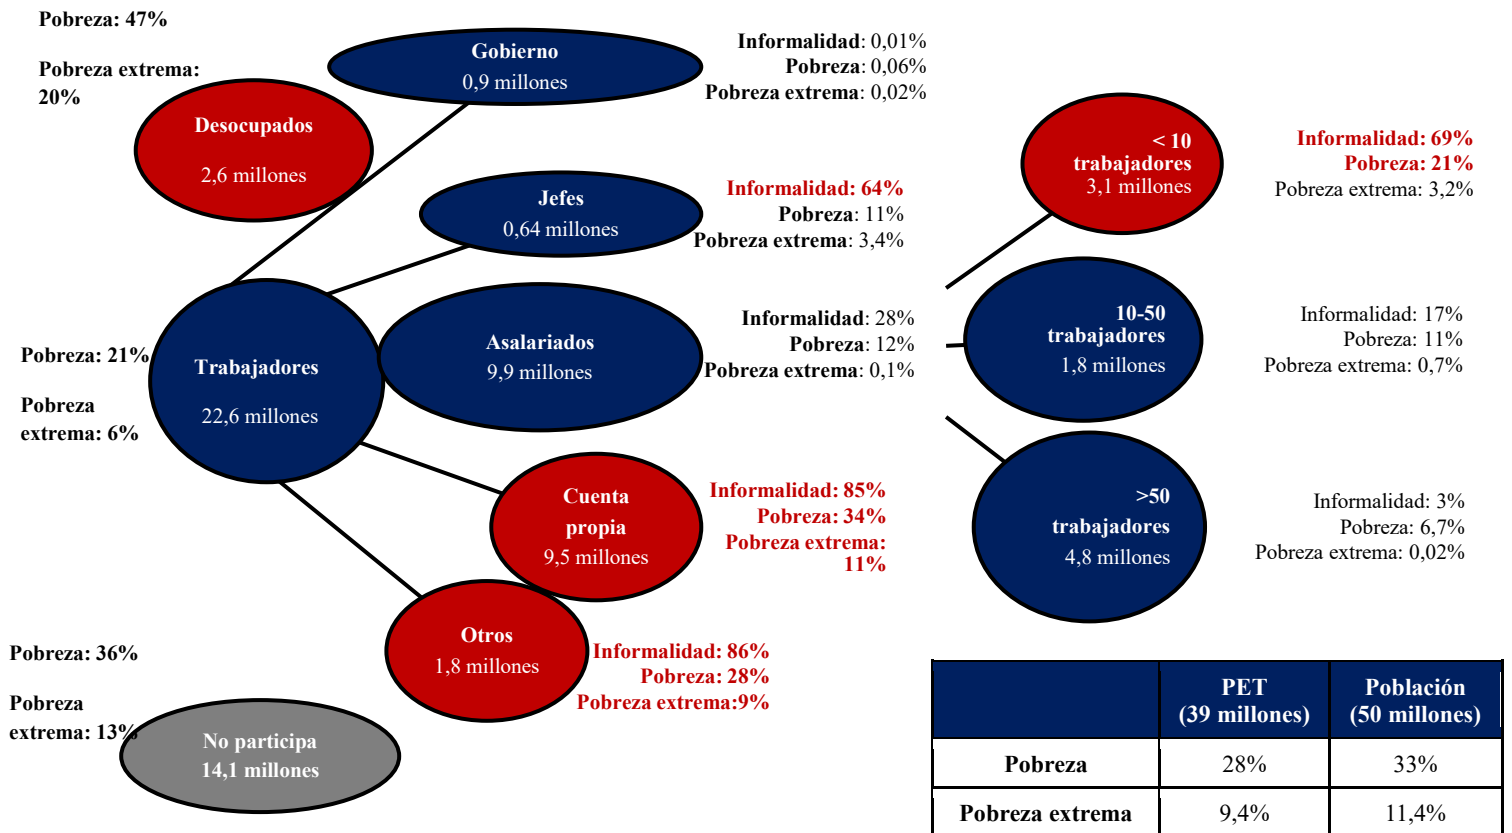 Pobreza: 47%
Pobreza extrema:
20%
Desocupados
2,6 millones
Gobierno
0,9 millones
Informalidad: 0,01%
Pobreza: 0,06%
Pobreza extrema: 0,02%
Jefes
0,64 millones
Informalidad: 64%
Pobreza: 11%
Pobreza extrema: 3,4%
Pobreza: 21%
Pobreza
extrema: 6%
Trabajadores
22,6 millones
Asalariados
9,9 millones
Informalidad: 28%
Pobreza: 12%
Pobreza extrema: 0,1%
< 10
trabajadores
3,1 millones
Informalidad: 69%
Pobreza: 21%
Pobreza extrema: 3,2%
10-50
trabajadores
1,8 millones
Informalidad: 17%
Pobreza: 11%
Pobreza extrema: 0,7%
>50
trabajadores
4,8 millones
Informalidad: 3%
Pobreza: 6,7%
Pobreza extrema: 0,02%
Cuenta
propia
9,5 millones
Informalidad: 85%
Pobreza: 34%
Pobreza extrema:
11%
Otros
1,8 millones
Informalidad: 86%
Pobreza: 28%
Pobreza extrema:9%
Pobreza: 36%
Pobreza
extrema: 13%
No participa
14,1 millones
PET
(39 millones)
Población
(50 millones)
Pobreza 28% 33%
Pobreza extrema 9,4% 11,4%